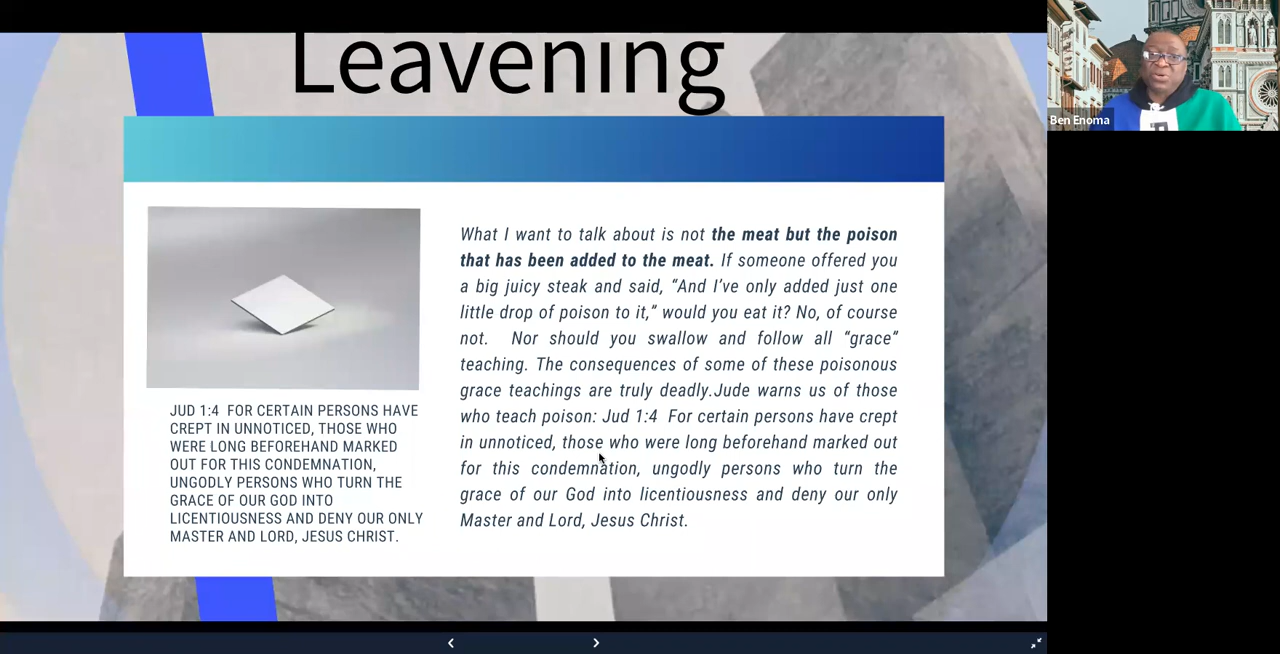 Leavening
Ben Enoma
What I want to talk about is not the meat but the poison
that has been added to the meat. If someone offered you
a big juicy steak and said, “And I’ve only added just one
little drop of poison to it,” would you eat it? No, of course
not. Nor should you swallow and follow all “grace”
teaching. The consequences of some of these poisonous
grace teachings are truly deadly.Jude warns us of those
who teach poison: Jud 1:4 For certain persons have crept
in unnoticed, those who were long beforehand marked out
for this condemnation, ungodly persons who turn the
grace of our God into licentiousness and deny our only
Master and Lord, Jesus Christ.
JUD 1:4 FOR CERTAIN PERSONS HAVE
CREPT IN UNNOTICED, THOSE WHO
WERE LONG BEFOREHAND MARKED
OUT FOR THIS CONDEMNATION,
UNGODLY PERSONS WHO TURN THE
GRACE OF OUR GOD INTO
LICENTIOUSNESS AND DENY OUR ONLY
MASTER AND LORD, JESUS CHRIST.